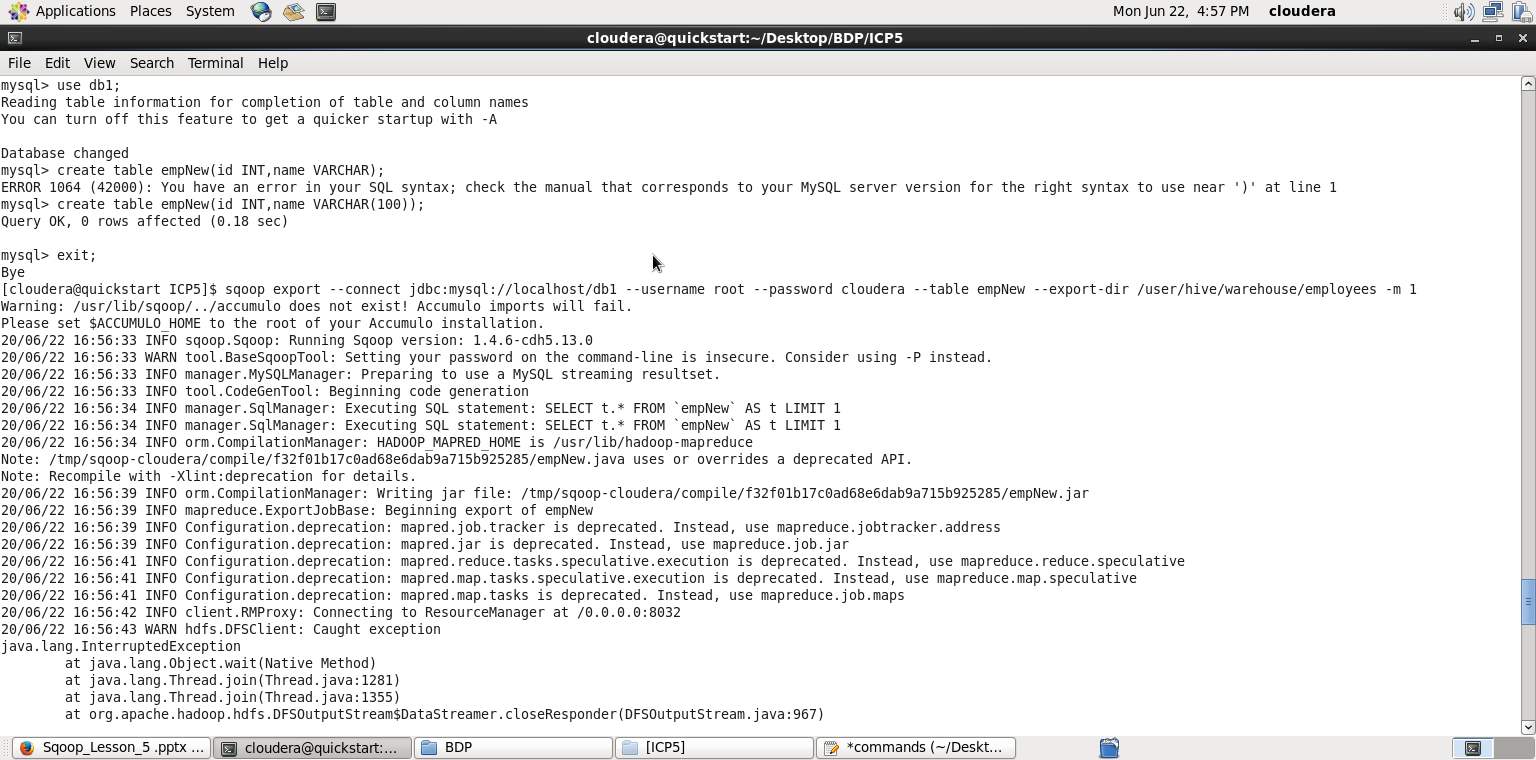 Applications Places System Mon Jun 22, 4:57 PM cloudera
cloudera@quickstart:~/Desktop/BDP/ICP5
File Edit View Search Terminal Help
mysql> use db1;
Reading table information for completion of table and column names
You can turn off this feature to get a quicker startup with -A
Database changed
mysql> create table empNew(id INT,name VARCHAR);
ERROR 1064 (42000): You have an error in your SQL syntax; check the manual that corresponds to your MySQL server version for the right syntax to use near ')' at line 1
mysql> create table empNew(id INT,name VARCHAR(100));
Query OK, 0 rows affected (0.18 sec)
mysql> exit;
Bye
[cloudera@quickstart ICP5]$ sqoop export --connect jdbc:mysql://localhost/db1 --username root --password cloudera --table empNew --export-dir /user/hive/warehouse/employees -m 1
Warning: /usr/lib/sqoop/../accumulo does not exist! Accumulo imports will fail.
Please set $ACCUMULO_HOME to the root of your Accumulo installation.
20/06/22 16:56:33 INFO sqoop.Sqoop: Running Sqoop version: 1.4.6-cdh5.13.0
20/06/22 16:56:33 WARN tool.BaseSqoopTool: Setting your password on the command-line is insecure. Consider using -P instead.
20/06/22 16:56:33 INFO manager.MySQLManager: Preparing to use a MySQL streaming resultset.
20/06/22 16:56:33 INFO tool.CodeGenTool: Beginning code generation
20/06/22 16:56:34 INFO manager.SqlManager: Executing SQL statement: SELECT t.* FROM `empNew` AS t LIMIT 1
20/06/22 16:56:34 INFO manager.SqlManager: Executing SQL statement: SELECT t.* FROM `empNew` AS t LIMIT 1
20/06/22 16:56:34 INFO orm.CompilationManager: HADOOP_MAPRED_HOME is /usr/lib/hadoop-mapreduce
Note: /tmp/sqoop-cloudera/compile/f32f01b17c0ad68e6dab9a715b925285/empNew.java uses or overrides a deprecated API.
Note: Recompile with -Xlint:deprecation for details.
20/06/22 16:56:39 INFO orm.CompilationManager: Writing jar file: /tmp/sqoop-cloudera/compile/f32f01b17c0ad68e6dab9a715b925285/empNew.jar
20/06/22 16:56:39 INFO mapreduce.ExportJobBase: Beginning export of empNew
20/06/22 16:56:39 INFO Configuration.deprecation: mapred.job.tracker is deprecated. Instead, use mapreduce.jobtracker.address
20/06/22 16:56:39 INFO Configuration.deprecation: mapred.jar is deprecated. Instead, use mapreduce.job.jar
20/06/22 16:56:41 INFO Configuration.deprecation: mapred.reduce.tasks.speculative.execution is deprecated. Instead, use mapreduce.reduce.speculative
20/06/22 16:56:41 INFO Configuration.deprecation: mapred.map.tasks.speculative.execution is deprecated. Instead, use mapreduce.map.speculative
20/06/22 16:56:41 INFO Configuration.deprecation: mapred.map.tasks is deprecated. Instead, use mapreduce.job.maps
20/06/22 16:56:42 INFO client.RMProxy: Connecting to ResourceManager at /0.0.0.0:8032
20/06/22 16:56:43 WARN hdfs.DFSClient: Caught exception
java.lang.InterruptedException
at java.lang.Object.wait(Native Method)
at java.lang.Thread.join(Thread.java:1281)
at java.lang.Thread.join(Thread.java:1355)
at org.apache.hadoop.hdfs.DFSOutputStream$DataStreamer.closeResponder(DFSOutputStream.java:967)
Sqoop_Lesson_5 .pptx ... cloudera@quickstart:... BDP [ICP5] *commands (~/Deskt...